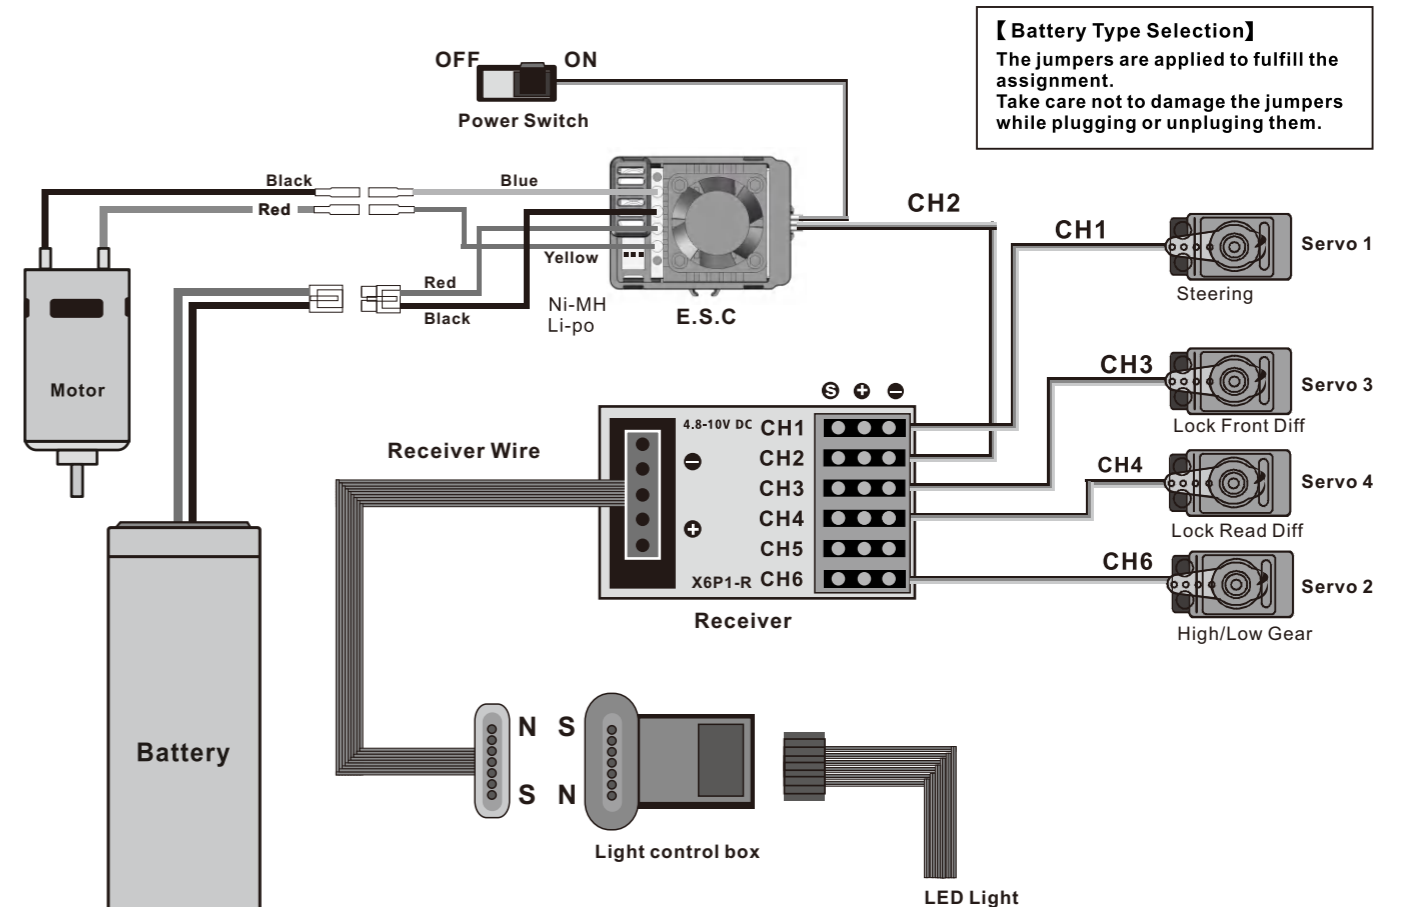 【Battery Type Selection】
The jumpers are applied to fulfill the
assignment.
Take care not to damage the jumpers
while plugging or unpluging them.
OFF ON
Power Switch
Black Blue
Red
Yellow
Red
Black
Ni-MH
Li-po
E.S.C
CH2
CH1
Servo 1
Steering
Motor
CH3
Servo 3
Lock Front Diff
CH4
Servo 4
Lock Read Diff
CH6
Servo 2
High/Low Gear
Receiver Wire
S + −
4.8-10V DC CH1
− CH2
CH3
+ CH4
CH5
X6P1-R CH6
Receiver
Battery
N S
S N
Light control box
LED Light